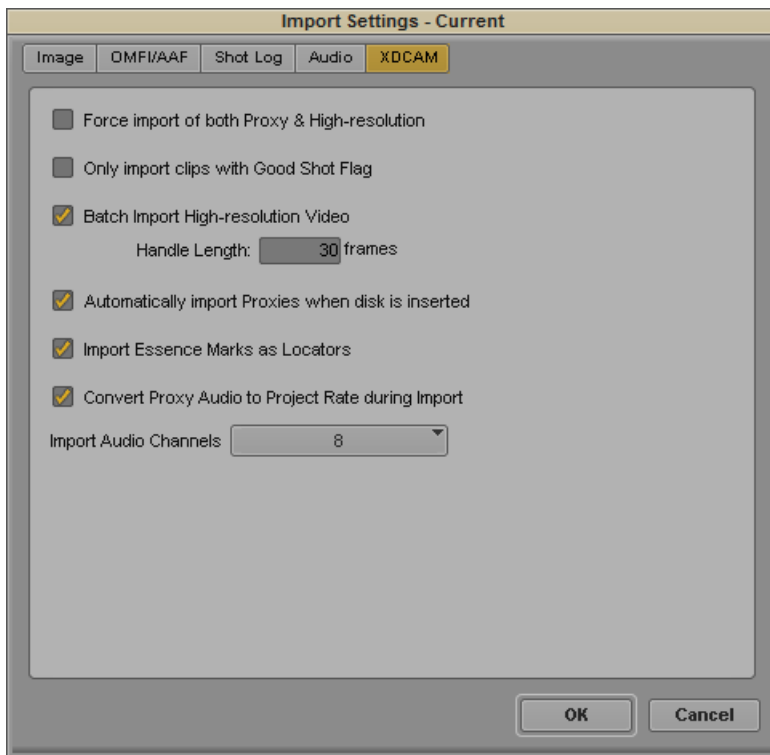 Import Settings - Current
Image OMFI/AAF Shot Log Audio XDCAM
Force import of both Proxy & High-resolution
Only import clips with Good Shot Flag
Batch Import High-resolution Video
Handle Length: 30 frames
Automatically import Proxies when disk is inserted
Import Essence Marks as Locators
Convert Proxy Audio to Project Rate during Import
Import Audio Channels 8
OK Cancel